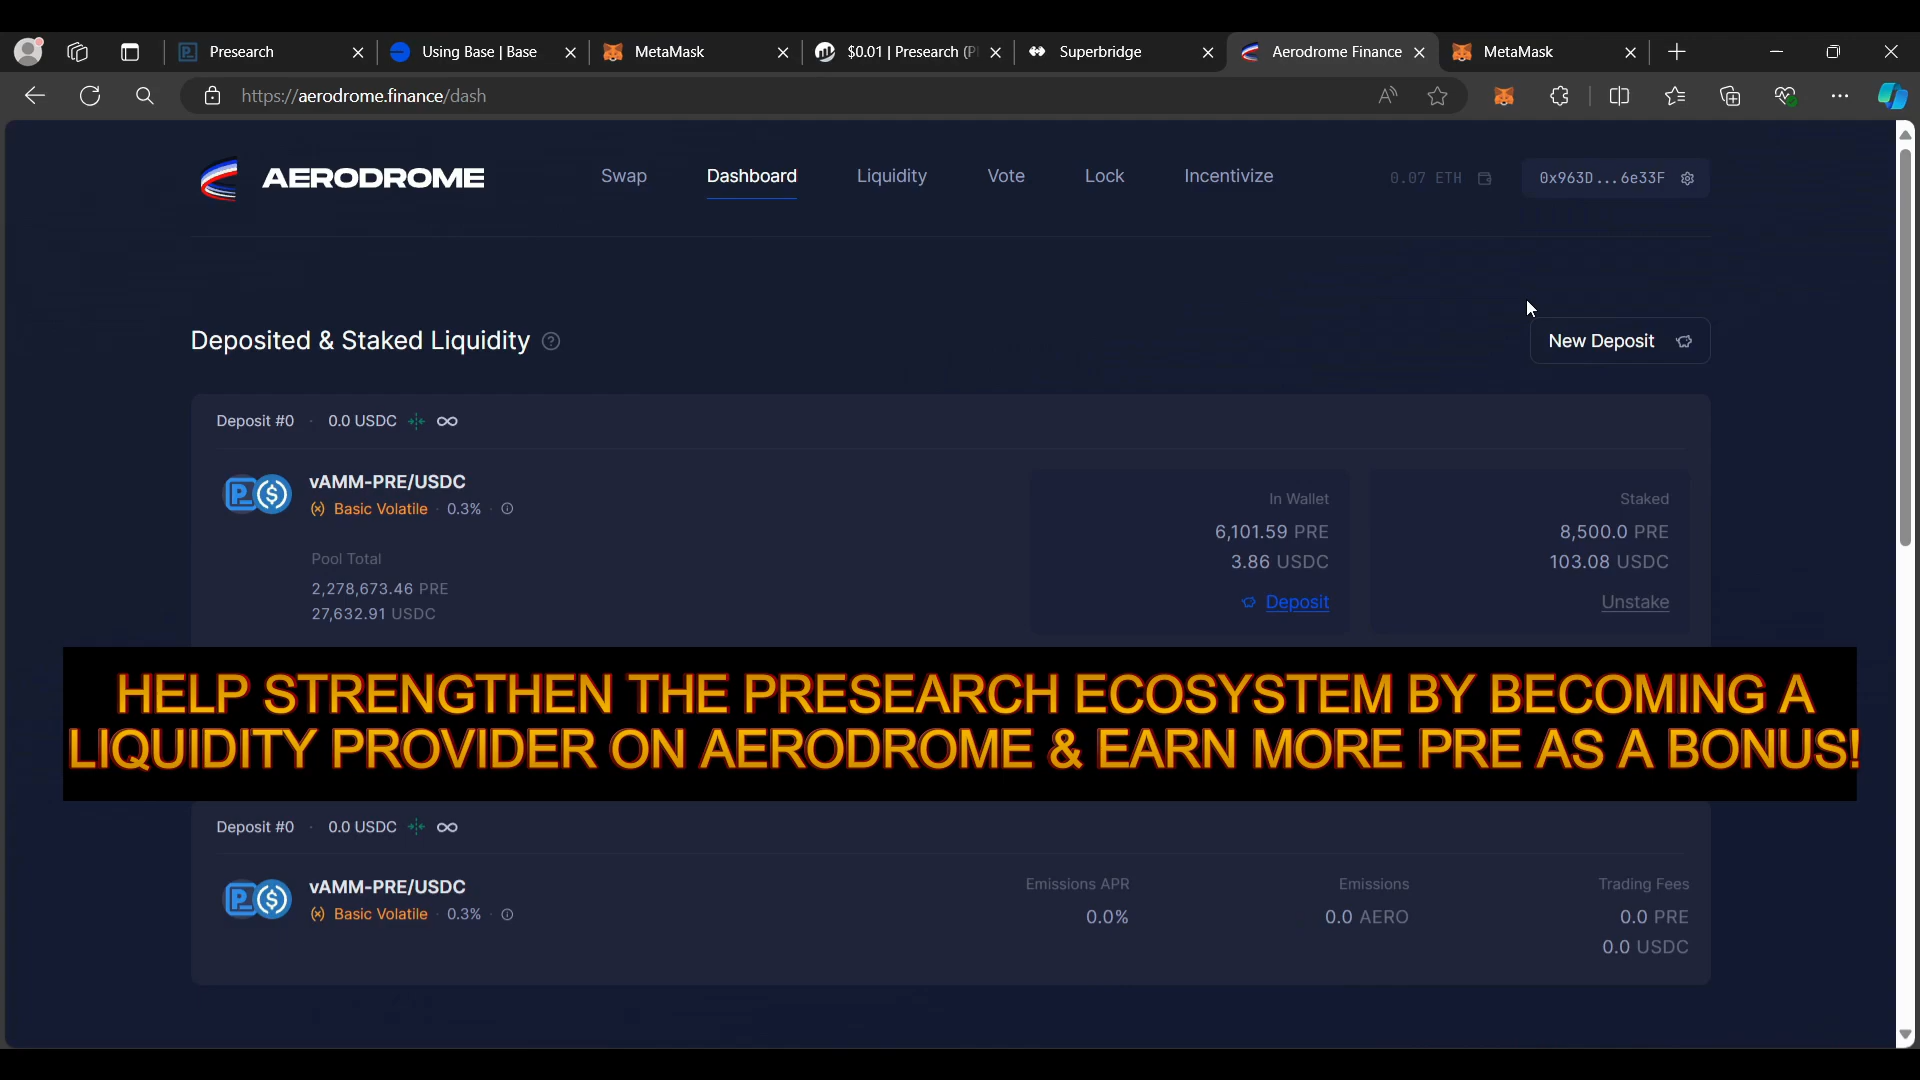 Presearch
Using Base | Base
MetaMask
$0.01 | Presearch (P
Superbridge
Aerodrome Finance
MetaMask
https://aerodrome.finance/dash
AERODROME
Swap
Dashboard
Liquidity
Vote
Lock
Incentivize
0.07 ETH
0x963D...6e33F
Deposited & Staked Liquidity
New Deposit
Deposit #0 · 0.0 USDC
vAMM-PRE/USDC
Basic Volatile · 0.3%
Pool Total
2,278,673.46 PRE
27,632.91 USDC
In Wallet
6,101.59 PRE
3.86 USDC
Deposit
Staked
8,500.0 PRE
103.08 USDC
Unstake
HELP STRENGTHEN THE PRESEARCH ECOSYSTEM BY BECOMING A
LIQUIDITY PROVIDER ON AERODROME & EARN MORE PRE AS A BONUS!
Deposit #0 · 0.0 USDC
vAMM-PRE/USDC
Basic Volatile · 0.3%
Emissions APR
0.0%
Emissions
0.0 AERO
Trading Fees
0.0 PRE
0.0 USDC